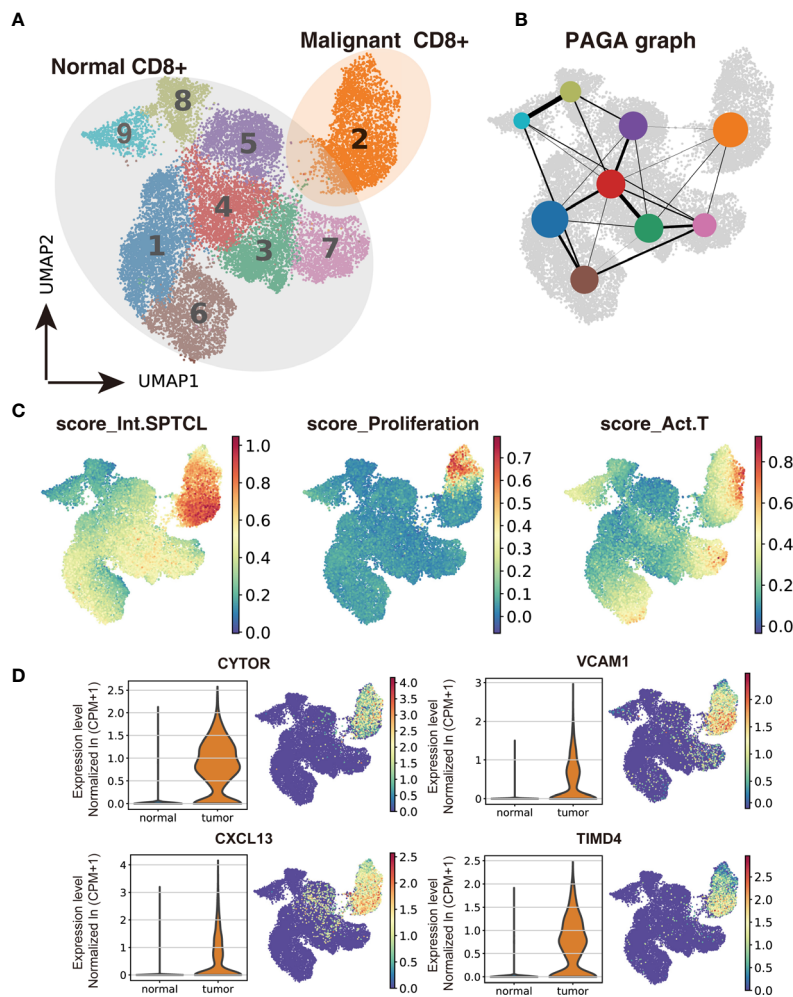 A
Normal CD8+
Malignant CD8+
8
9
5
2
4
1
3
7
6
UMAP2
UMAP1
B
PAGA graph
C
score_Int.SPTCL
1.0
0.8
0.6
0.4
0.2
0.0
score_Proliferation
0.7
0.6
0.5
0.4
0.3
0.2
0.1
0.0
score_Act.T
0.8
0.6
0.4
0.2
0.0
D
CYTOR
Expression level
Normalized ln (CPM+1)
2.5
2.0
1.5
1.0
0.5
0.0
normal tumor
4.0
3.5
3.0
2.5
2.0
1.5
1.0
0.5
0.0
VCAM1
Expression level
Normalized ln (CPM+1)
3
2
1
0
normal tumor
2.0
1.5
1.0
0.5
0.0
CXCL13
Expression level
Normalized ln (CPM+1)
4
3
2
1
0
normal tumor
2.5
2.0
1.5
1.0
0.5
0.0
TIMD4
Expression level
Normalized ln (CPM+1)
2.5
2.0
1.5
1.0
0.5
0.0
normal tumor
2.5
2.0
1.5
1.0
0.5
0.0